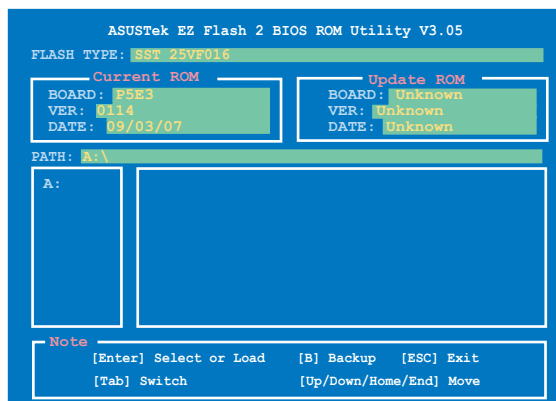 ASUSTek EZ Flash 2 BIOS ROM Utility V3.05
FLASH TYPE: SST 25VF016
Current ROM
BOARD: P5E3
VER: 0114
DATE: 09/03/07
Update ROM
BOARD: Unknown
VER: Unknown
DATE: Unknown
PATH: A:\
A:
Note
[Enter] Select or Load [B] Backup [ESC] Exit
[Tab] Switch [Up/Down/Home/End] Move